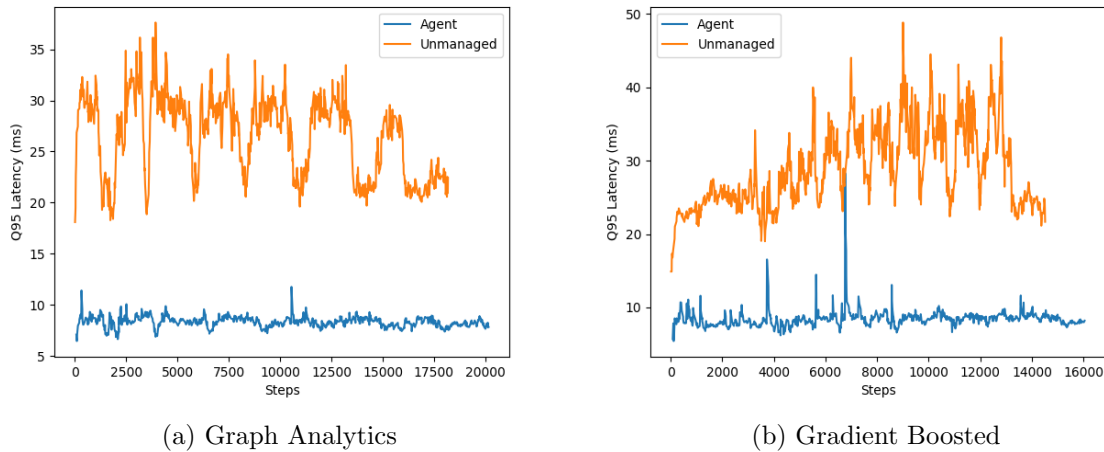 Agent
Unmanaged
35
30
25
20
15
10
5
Q95 Latency (ms)
0 2500 5000 7500 10000 12500 15000 17500 20000
Steps
(a) Graph Analytics
Agent
Unmanaged
50
40
30
20
10
Q95 Latency (ms)
0 2000 4000 6000 8000 10000 12000 14000 16000
Steps
(b) Gradient Boosted